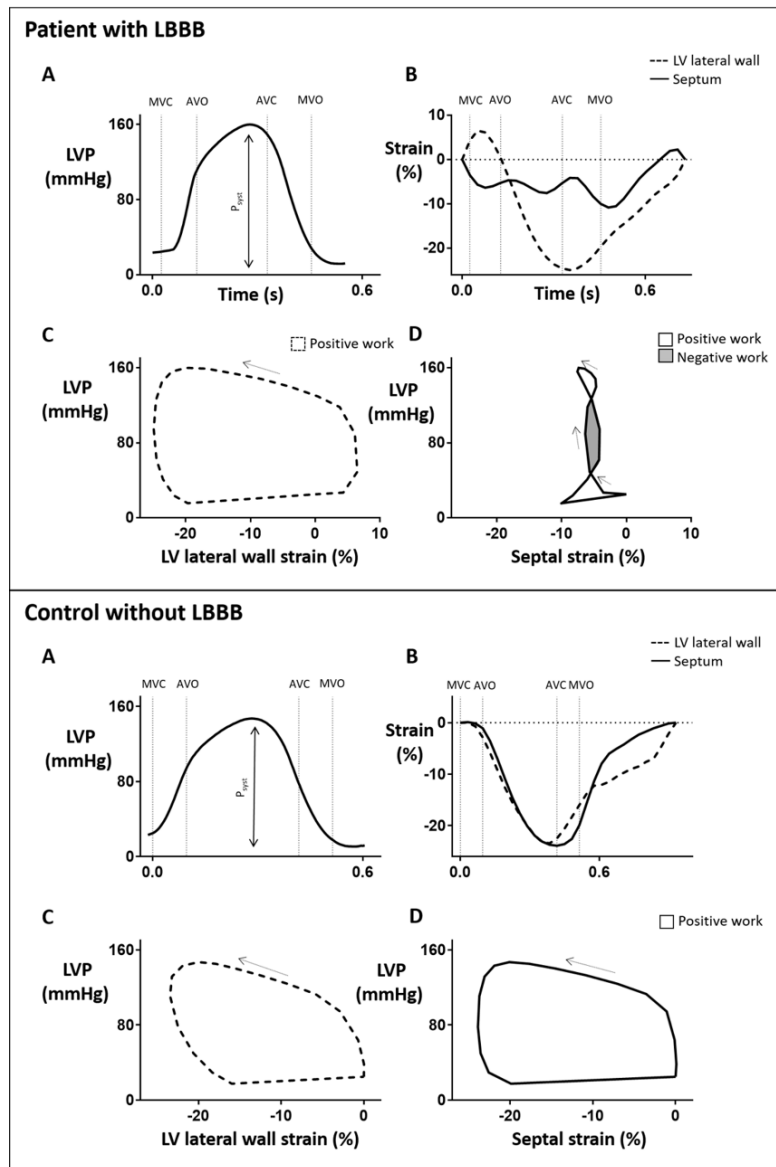 Patient with LBBB
A
MVC AVO AVC MVO
160
LVP
(mmHg)
80
0
P syst
0.0 0.6
Time (s)
B
LV lateral wall
Septum
MVC AVO AVC MVO
10
Strain
(%)
0
-10
-20
0.0 0.6
Time (s)
C
Positive work
160
LVP
(mmHg)
80
0
-20 -10 0 10
LV lateral wall strain (%)
D
Positive work
Negative work
160
LVP
(mmHg)
80
0
-20 -10 0 10
Septal strain (%)
Control without LBBB
A
MVC AVO AVC MVO
160
LVP
(mmHg)
80
0
P syst
0.0 0.6
B
LV lateral wall
Septum
MVC AVO AVC MVO
0
Strain
(%)
-10
-20
0.0 0.6
C
160
LVP
(mmHg)
80
0
-20 -10 0
LV lateral wall strain (%)
D
Positive work
160
LVP
(mmHg)
80
0
-20 -10 0
Septal strain (%)